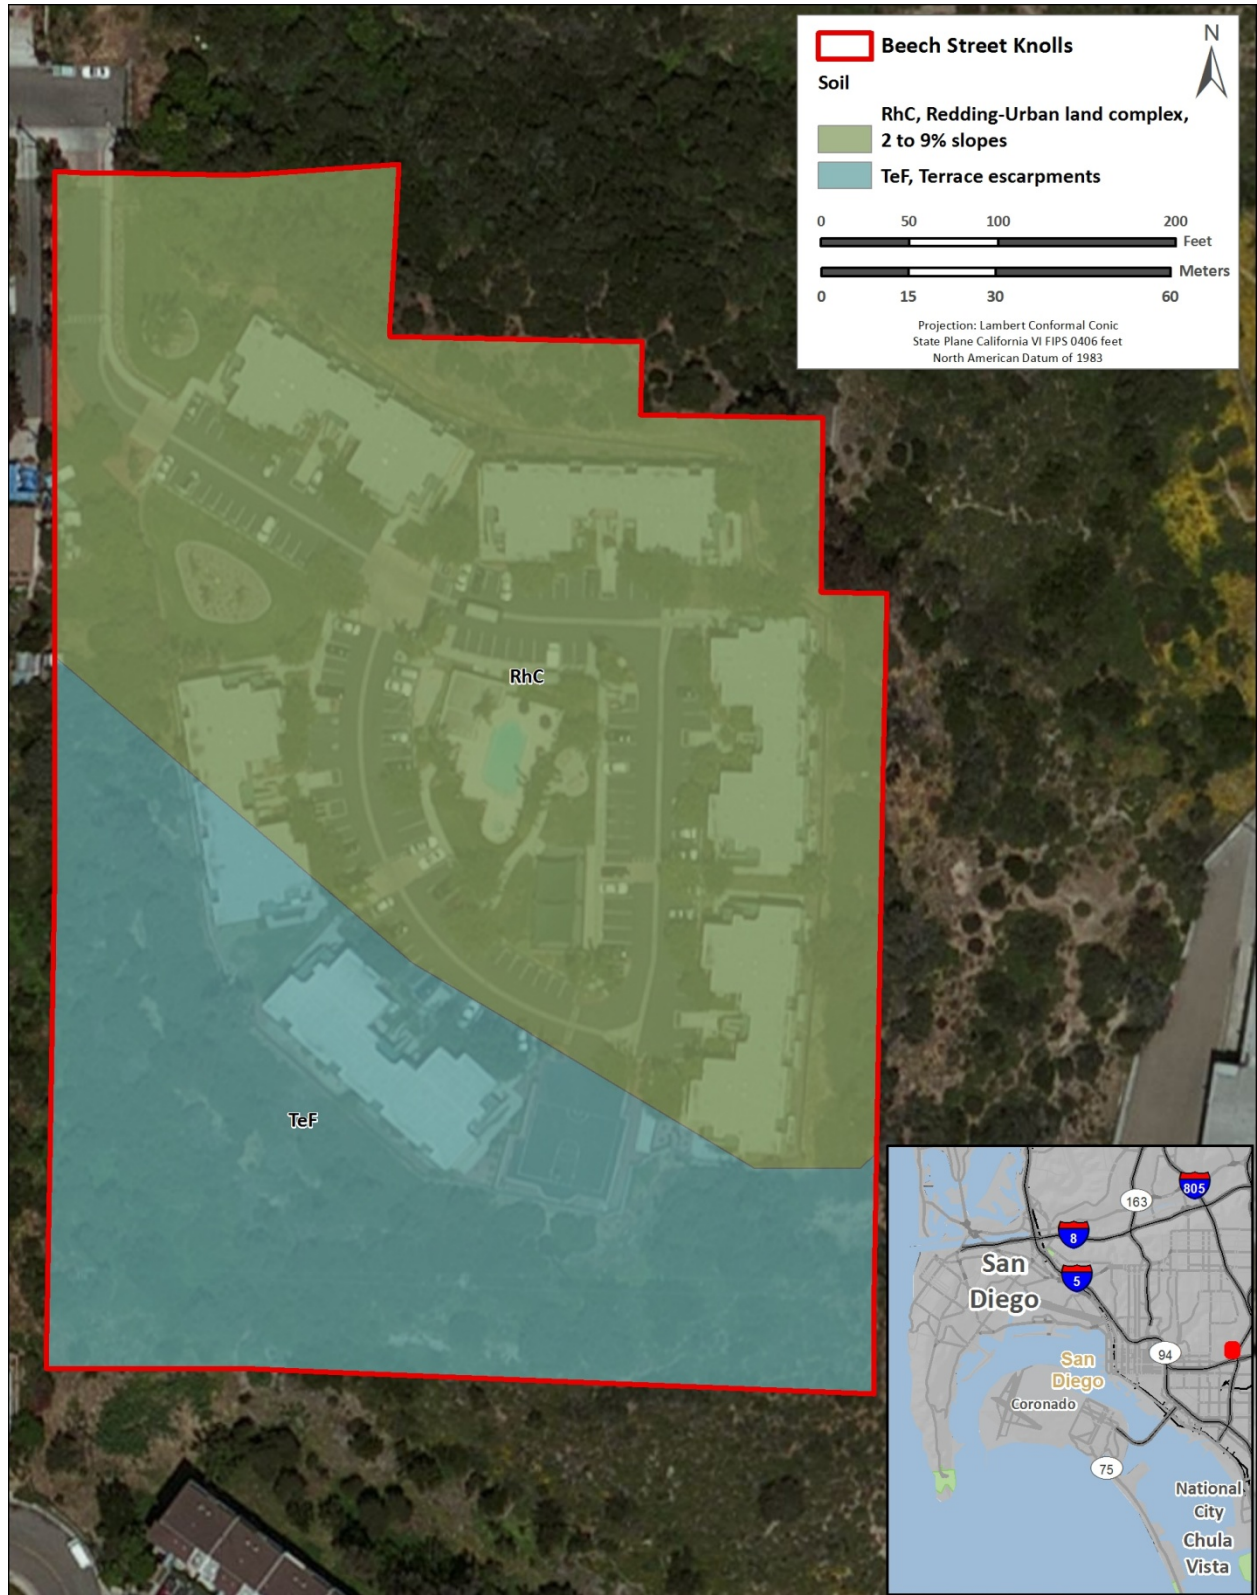 Beech Street Knolls
N
Soil
RhC, Redding-Urban land complex,
2 to 9% slopes
TeF, Terrace escarpments
0 50 100 200
Feet
Meters
0 15 30 60
Projection: Lambert Conformal Conic
State Plane California VI FIPS 0406 feet
North American Datum of 1983
RhC
TeF
163
805
8
San
Diego
5
94
San
Diego
Coronado
75
National
City
Chula
Vista